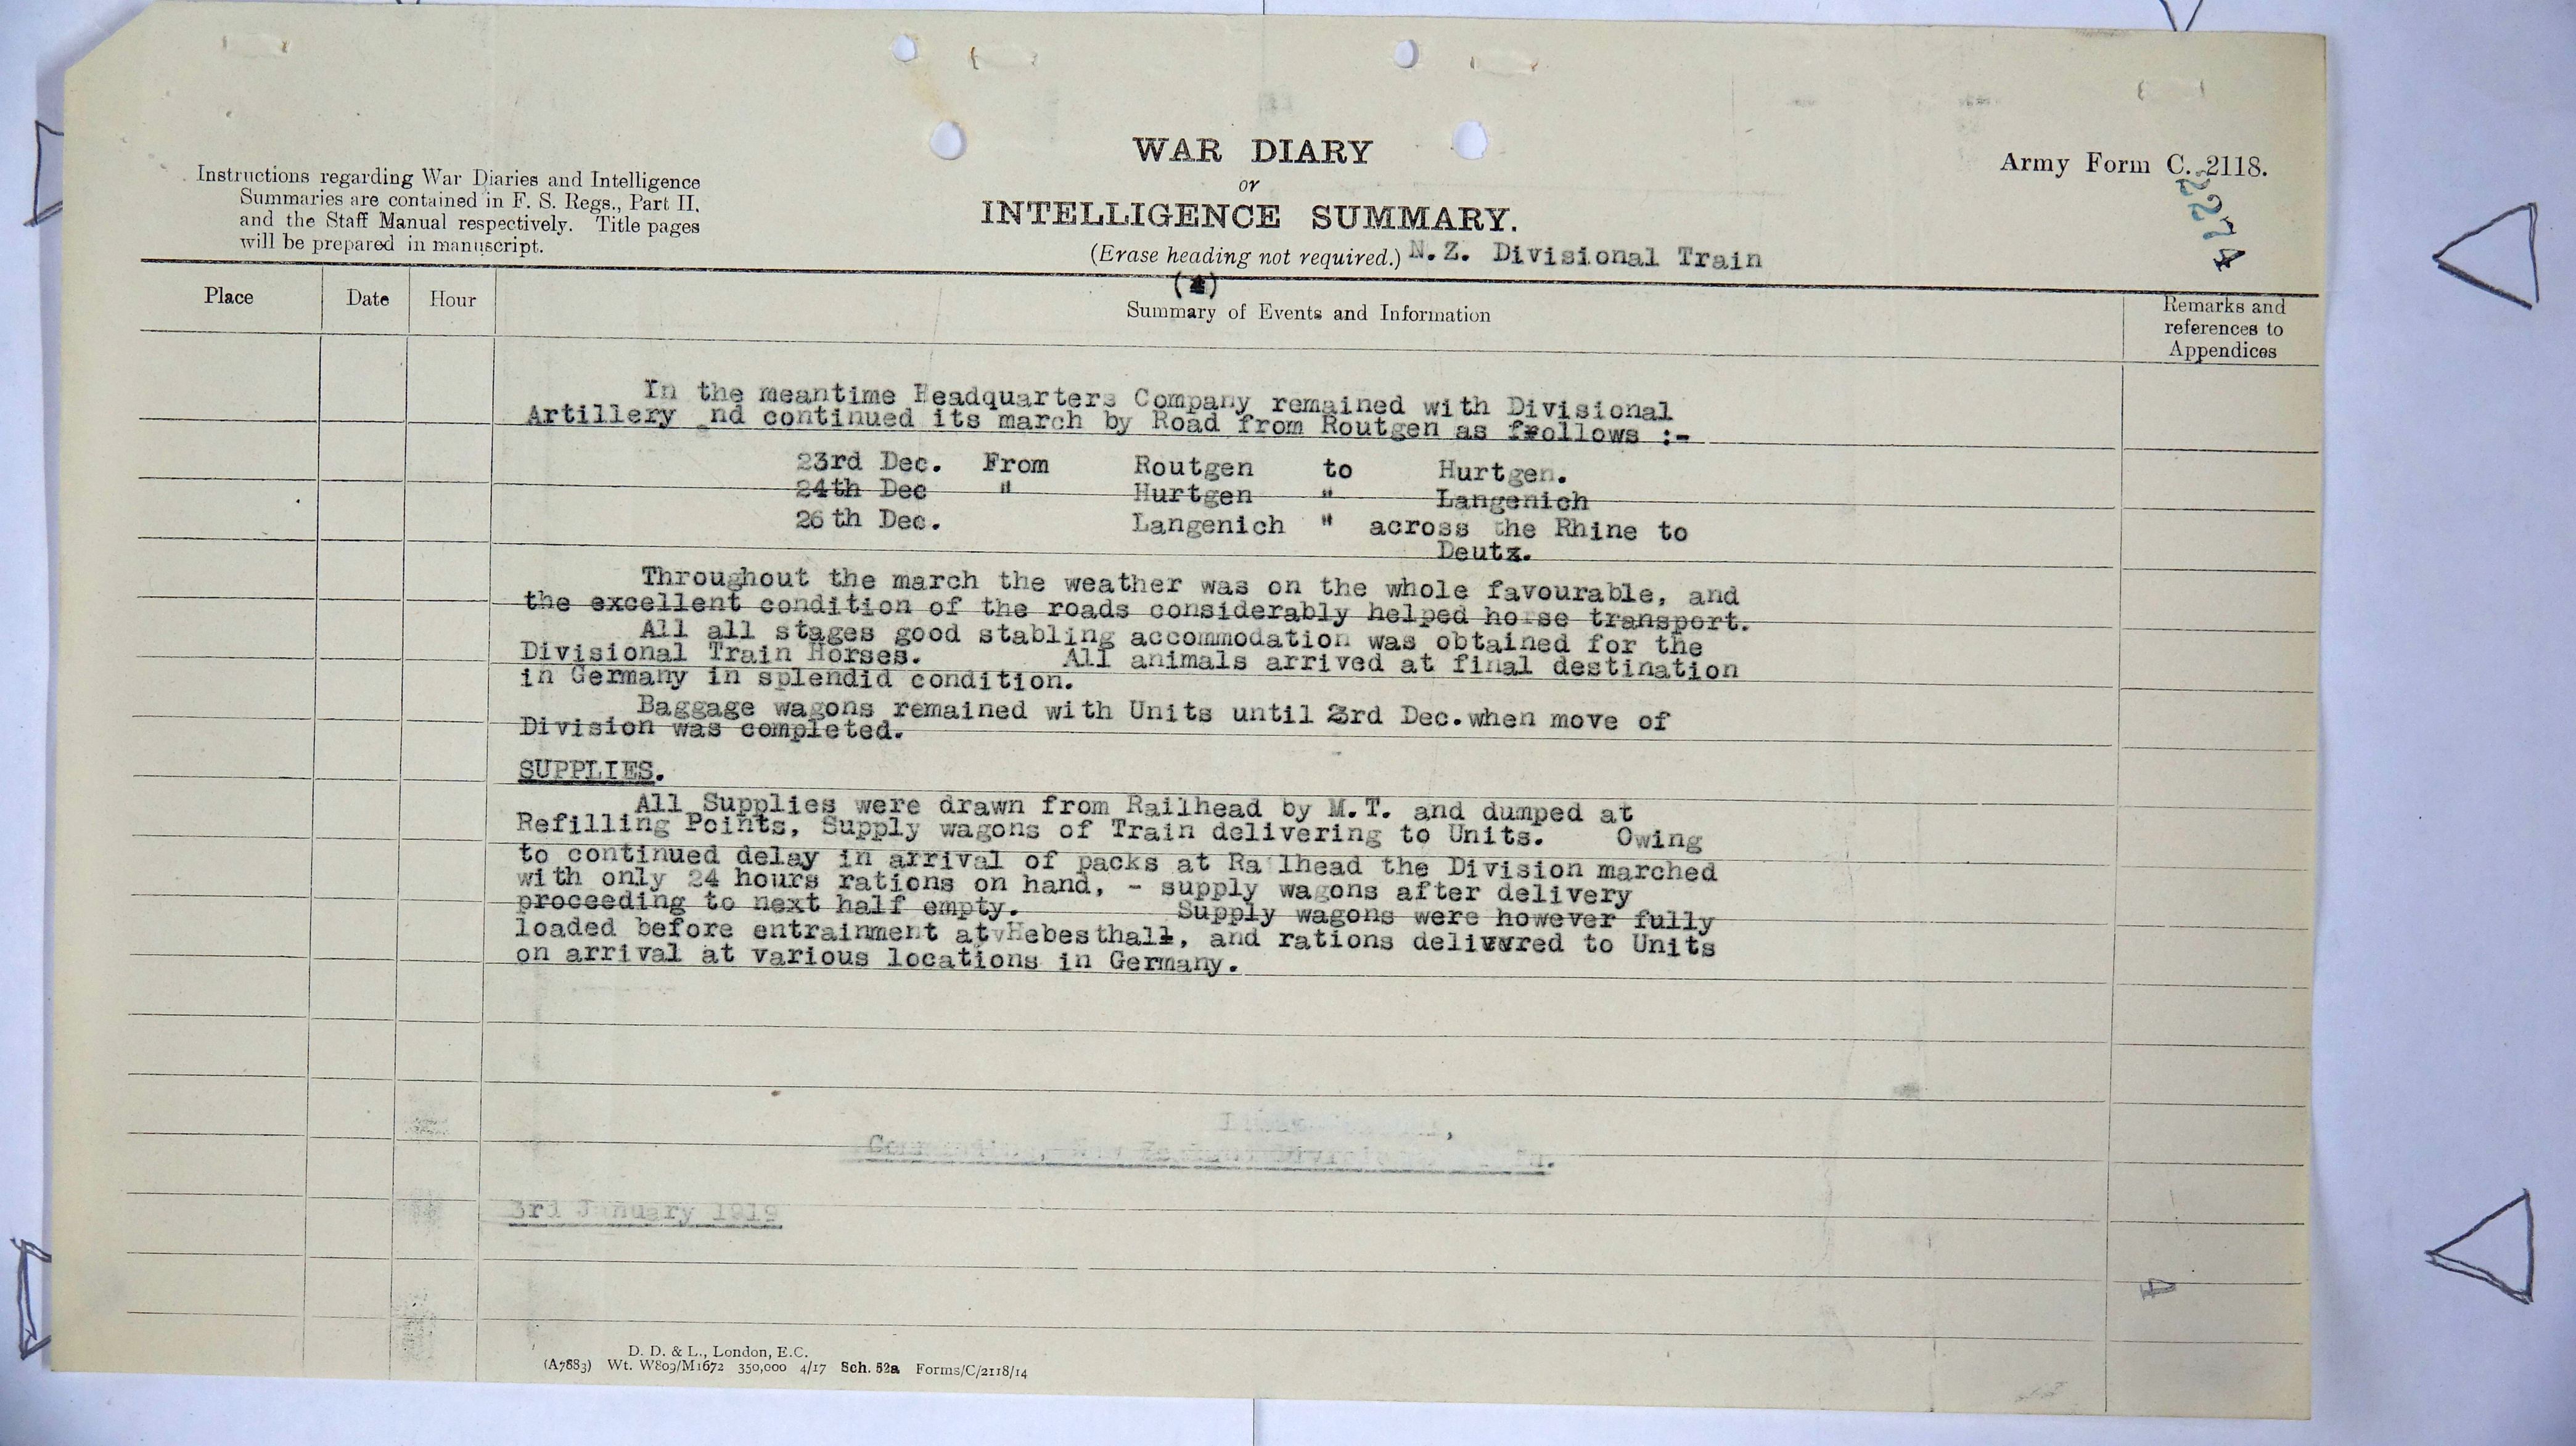 WAR DIARY
or
INTELLIGENCE SUMMARY.
(Erase heading not required.) N.Z. Divisional Train
Army Form C. 2118.
2274
Instructions regarding War Diaries and Intelligence
Summaries are contained in F. S. Regs., Part II,
and the Staff Manual respectively. Title pages
will be prepared in manuscript.
Place
Date
Hour
Summary of Events and Information
Remarks and
references to
Appendices
In the meantime Headquarters Company remained with Divisional
Artillery nd continued its march by Road from Routgen as frollows :-
23rd Dec. From Routgen to Hurtgen.
24th Dec " Hurtgen " Langenich
26th Dec. Langenich " across the Rhine to
Deutz.
Throughout the march the weather was on the whole favourable, and
the excellent condition of the roads considerably helped horse transport.
All all stages good stabling accommodation was obtained for the
Divisional Train Horses. All animals arrived at final destination
in Germany in splendid condition.
Baggage wagons remained with Units until 3rd Dec.when move of
Division was completed.
SUPPLIES.
All Supplies were drawn from Railhead by M.T. and dumped at
Refilling Points, Supply wagons of Train delivering to Units. Owing
to continued delay in arrival of packs at Railhead the Division marched
with only 24 hours rations on hand, - supply wagons after delivery
proceeding to next half empty. Supply wagons were however fully
loaded before entrainment at Hebesthall, and rations delivered to Units
on arrival at various locations in Germany.
3rd January 1919
D. D. & L., London, E.C.
(A7883) Wt. W809/M1672 350,000 4/17 Sch. 52a Forms/C/2118/14